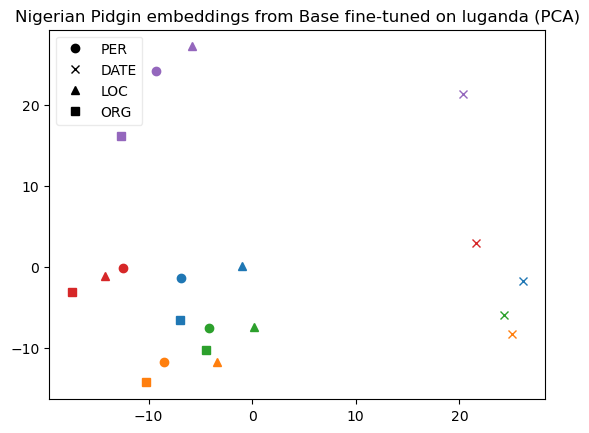 Nigerian Pidgin embeddings from Base fine-tuned on luganda (PCA)
PER
DATE
LOC
ORG
20
10
0
−10
−10
0
10
20